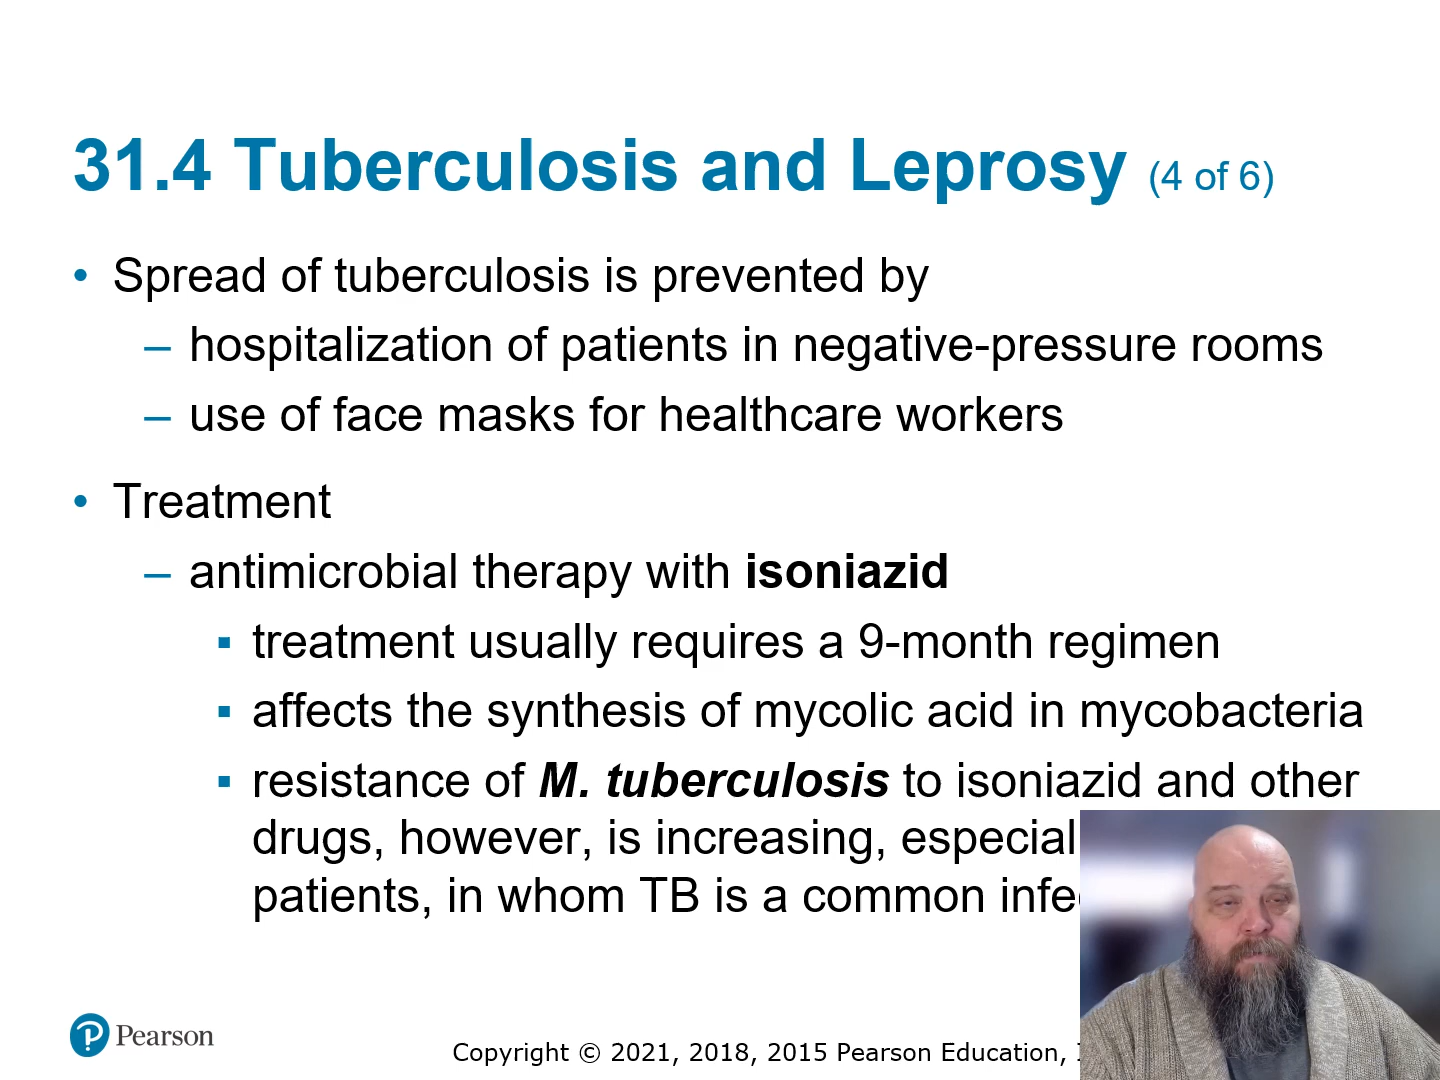 31.4 Tuberculosis and Leprosy (4 of 6)
• Spread of tuberculosis is prevented by
– hospitalization of patients in negative-pressure rooms
– use of face masks for healthcare workers
• Treatment
– antimicrobial therapy with isoniazid
▪ treatment usually requires a 9-month regimen
▪ affects the synthesis of mycolic acid in mycobacteria
▪ resistance of M. tuberculosis to isoniazid and other
drugs, however, is increasing,
patients, in whom TB is a common
Pearson
Copyright © 2021, 2018, 2015 Pearson Education,